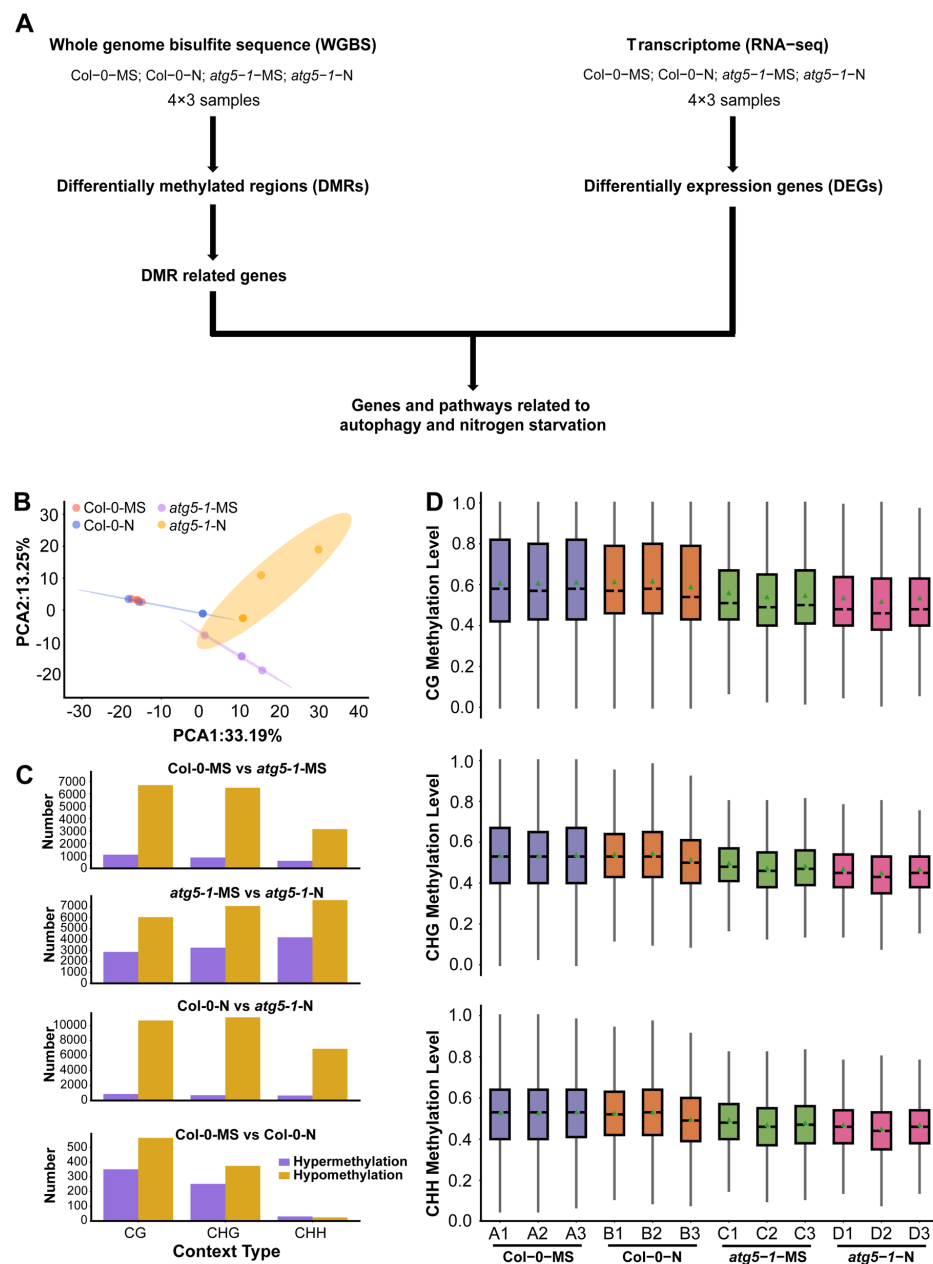 A
Whole genome bisulfite sequence (WGBS)
Col−0−MS; Col−0−N; atg5−1−MS; atg5−1−N
4×3 samples
Differentially methylated regions (DMRs)
DMR related genes
Transcriptome (RNA−seq)
Col−0−MS; Col−0−N; atg5−1−MS; atg5−1−N
4×3 samples
Differentially expression genes (DEGs)
Genes and pathways related to
autophagy and nitrogen starvation
B
Col-0-MS
atg5-1-MS
Col-0-N
atg5-1-N
PCA2:13.25%
30
20
10
0
-10
-20
-30
-20
-10
0
10
20
30
40
PCA1:33.19%
C
Col-0-MS vs atg5-1-MS
Number
7000
6000
5000
4000
3000
2000
1000
0
atg5-1-MS vs atg5-1-N
Number
7000
6000
5000
4000
3000
2000
1000
0
Col-0-N vs atg5-1-N
Number
10000
8000
6000
4000
2000
0
Col-0-MS vs Col-0-N
Number
500
400
300
200
100
0
Hypermethylation
Hypomethylation
CG
CHG
CHH
Context Type
D
CG Methylation Level
1.0
0.8
0.6
0.4
0.2
0.0
CHG Methylation Level
1.0
0.8
0.6
0.4
0.2
0.0
CHH Methylation Level
1.0
0.8
0.6
0.4
0.2
0.0
A1 A2 A3 B1 B2 B3 C1 C2 C3 D1 D2 D3
Col-0-MS
Col-0-N
atg5−1−MS
atg5−1−N